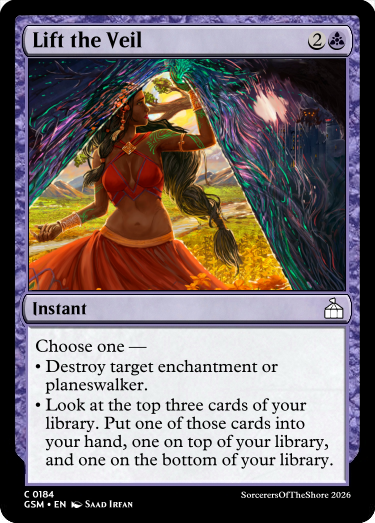 Lift the Veil 2
Instant
Choose one —
• Destroy target enchantment or
planeswalker.
• Look at the top three cards of your
library. Put one of those cards into
your hand, one on top of your library,
and one on the bottom of your library.
C 0184
GSM • EN Saad Irfan
SorcerersOfTheShore 2026